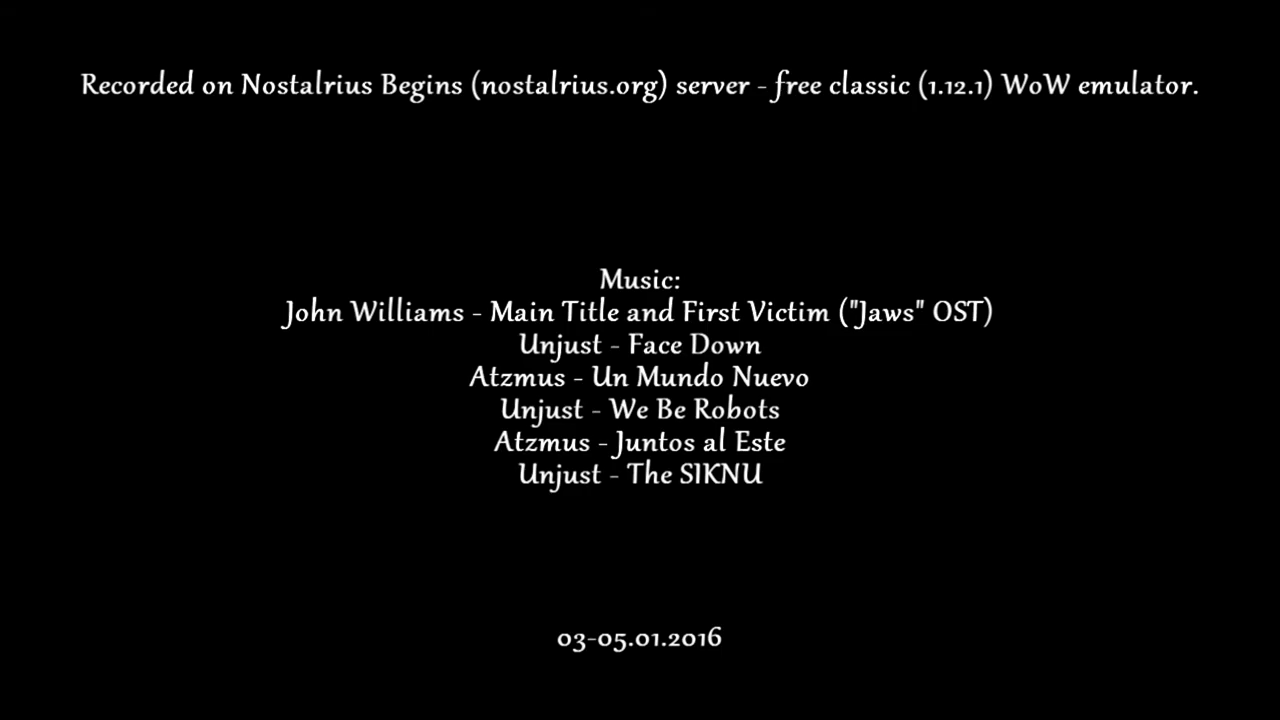 Recorded on Nostalrius Begins (nostalrius.org) server - free classic (1.12.1) WoW emulator.
Music:
John Williams - Main Title and First Victim ("Jaws" OST)
Unjust - Face Down
Atzmus - Un Mundo Nuevo
Unjust - We Be Robots
Atzmus - Juntos al Este
Unjust - The SIKNU
03-05.01.2016